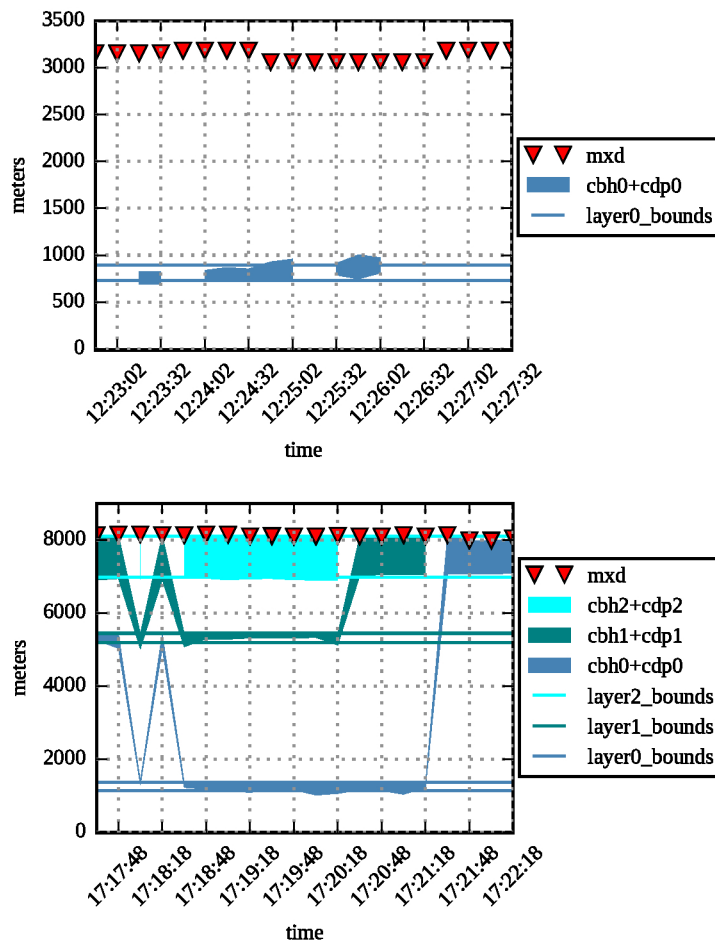 3500
3000
2500
2000
1500
1000
500
0
meters
12:23:02
12:23:32
12:24:02
12:24:32
12:25:02
12:25:32
12:26:02
12:26:32
12:27:02
12:27:32
time
mxd
cbh0+cdp0
layer0_bounds
8000
6000
4000
2000
0
meters
17:17:48
17:18:18
17:18:48
17:19:18
17:19:48
17:20:18
17:20:48
17:21:18
17:21:48
17:22:18
time
mxd
cbh2+cdp2
cbh1+cdp1
cbh0+cdp0
layer2_bounds
layer1_bounds
layer0_bounds